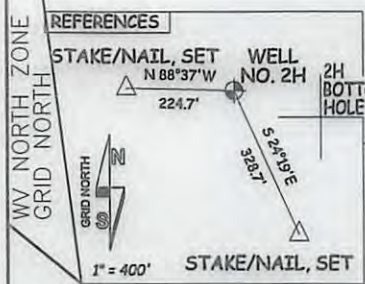 REFERENCES
WV NORTH ZONE
GRID NORTH
STAKE/NAIL, SET
WELL
NO. 2H
N 88°37'W
224.7'
2H
BOTT
HOLE
S 24°19'E
328.7'
GRID NORTH
N
S
1" = 400'
STAKE/NAIL, SET